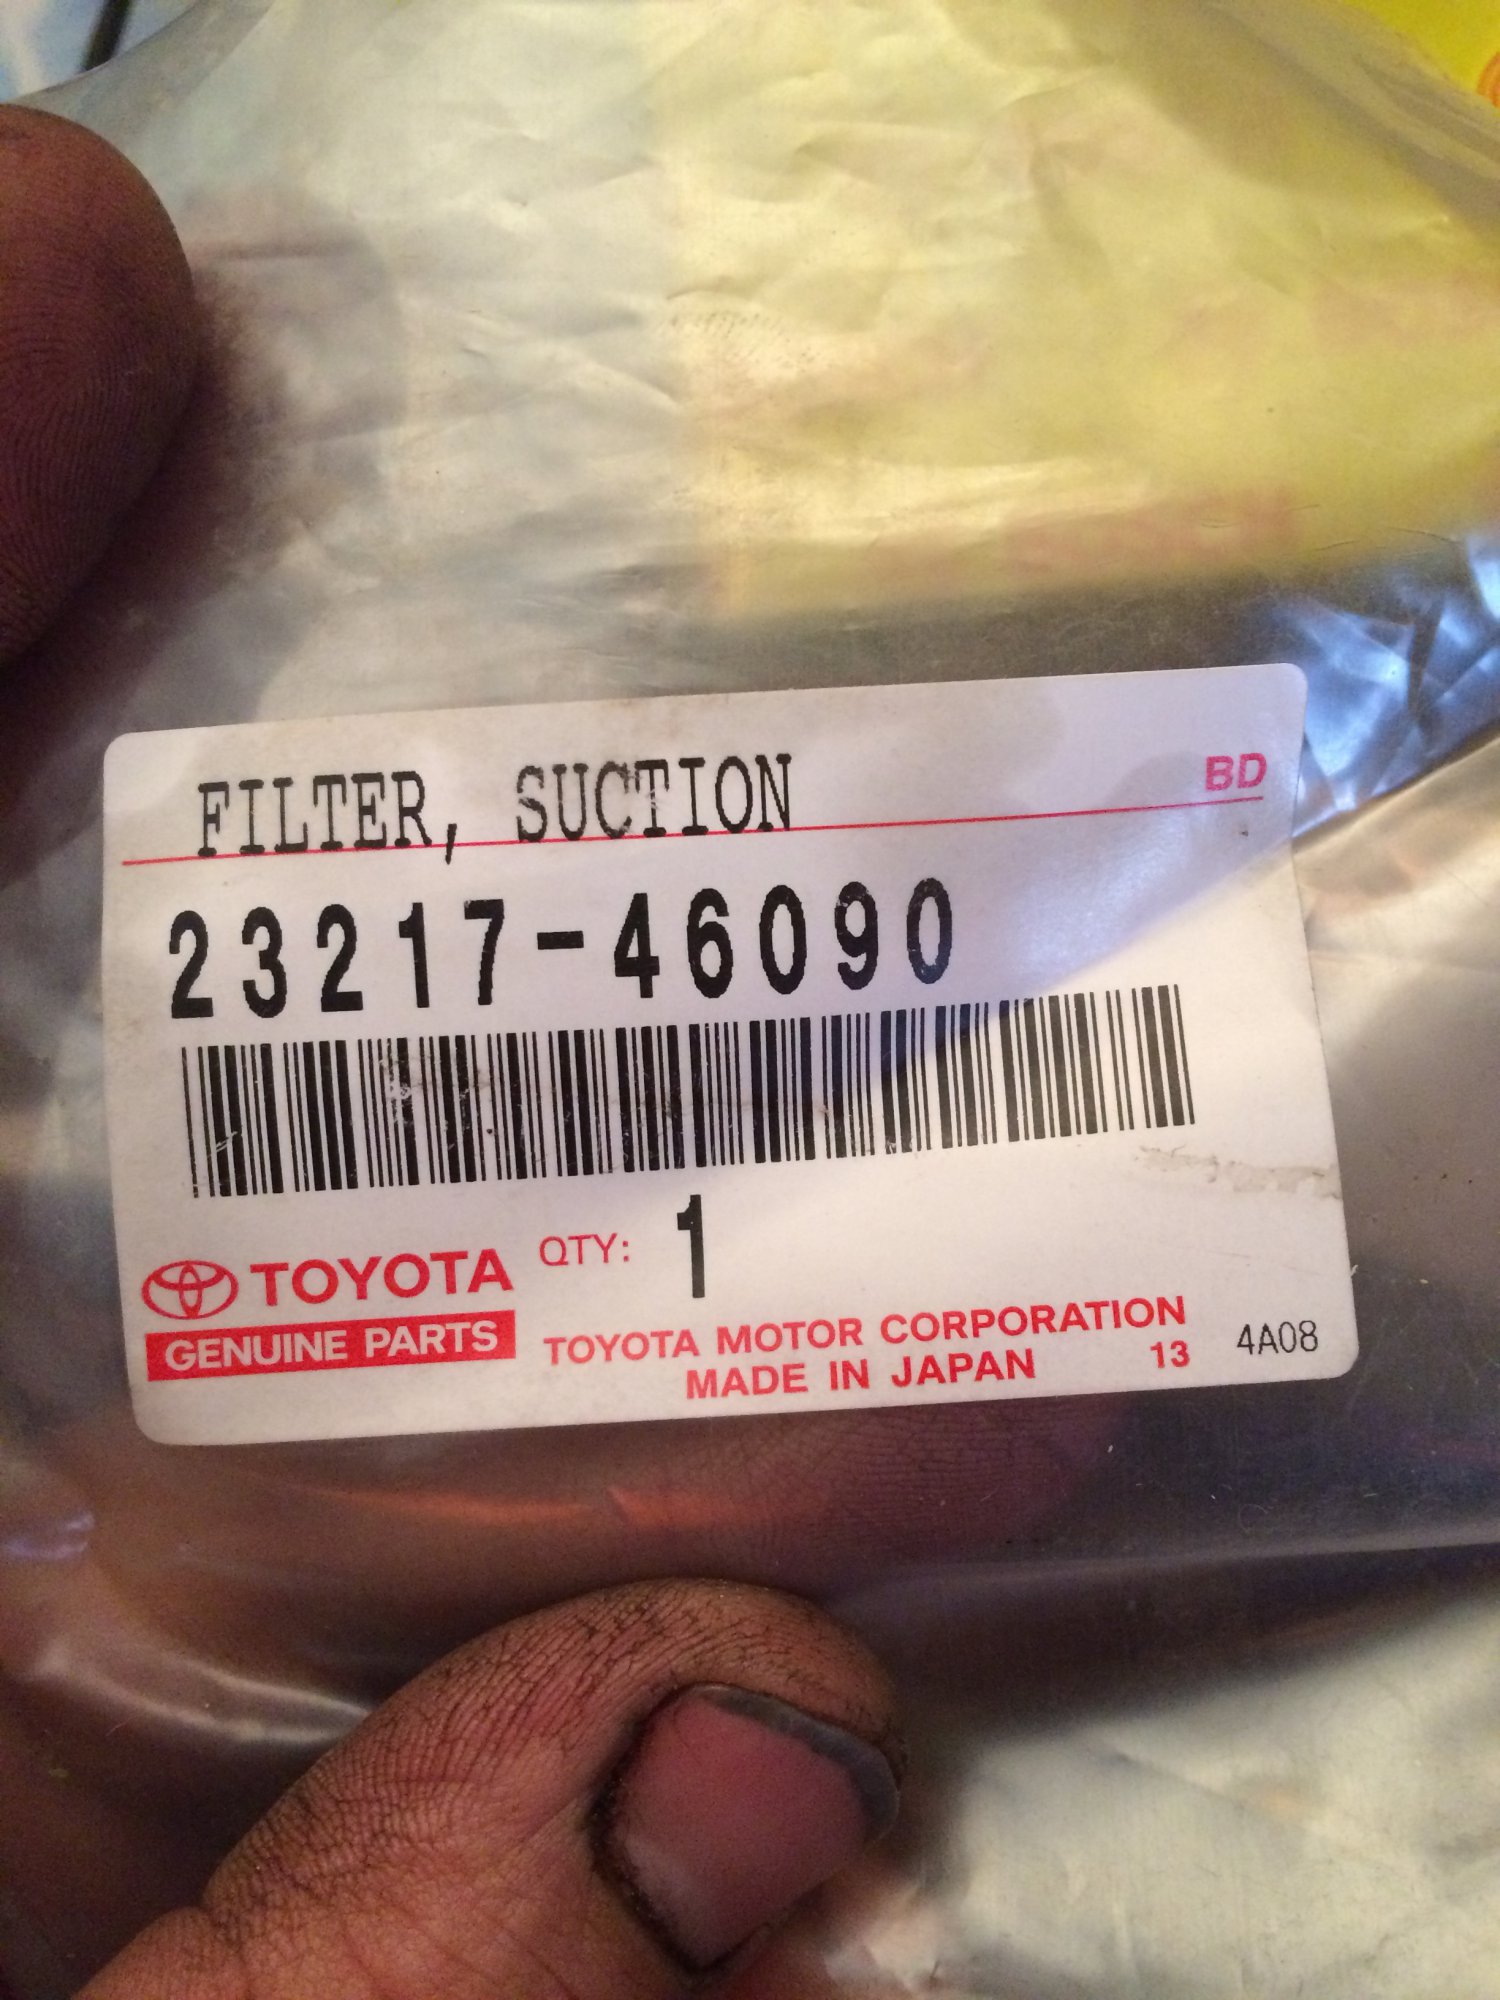 FILTER, SUCTION BD
23217-46090
QTY: 1
TOYOTA
GENUINE PARTS
TOYOTA MOTOR CORPORATION
MADE IN JAPAN 13 4A08